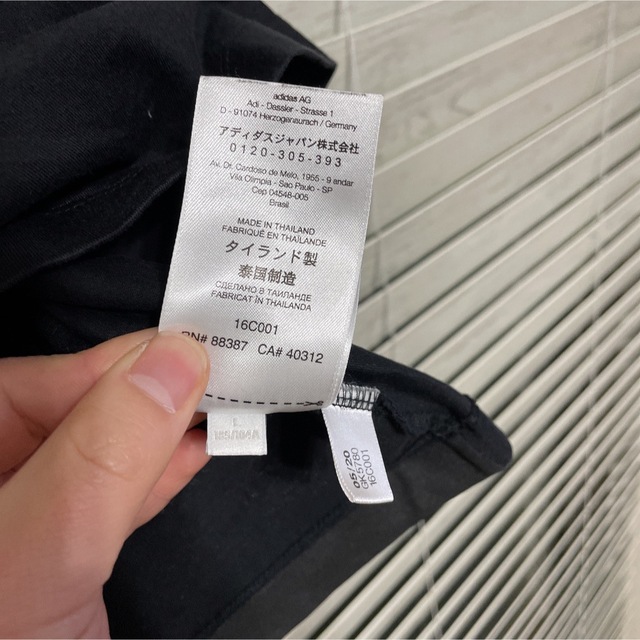 adidas AG
Adi - Dassler - Strasse 1
D - 91074 Herzogenaurach / Germany
アディダスジャパン株式会社
0120-305-393
Av. Dr. Cardoso de Melo, 1955 - 9 andar
Vila Olimpia - Sao Paulo - SP
Cep 04548-005
Brasil
MADE IN THAILAND
FABRIQUÉ EN THAÏLANDE
タイランド製
泰国制造
СДЕЛАНО В ТАИЛАНДЕ
FABRICAT ÎN THAILANDA
16C001
RN# 88387 CA# 40312
L
05/20
GK5780
16C001